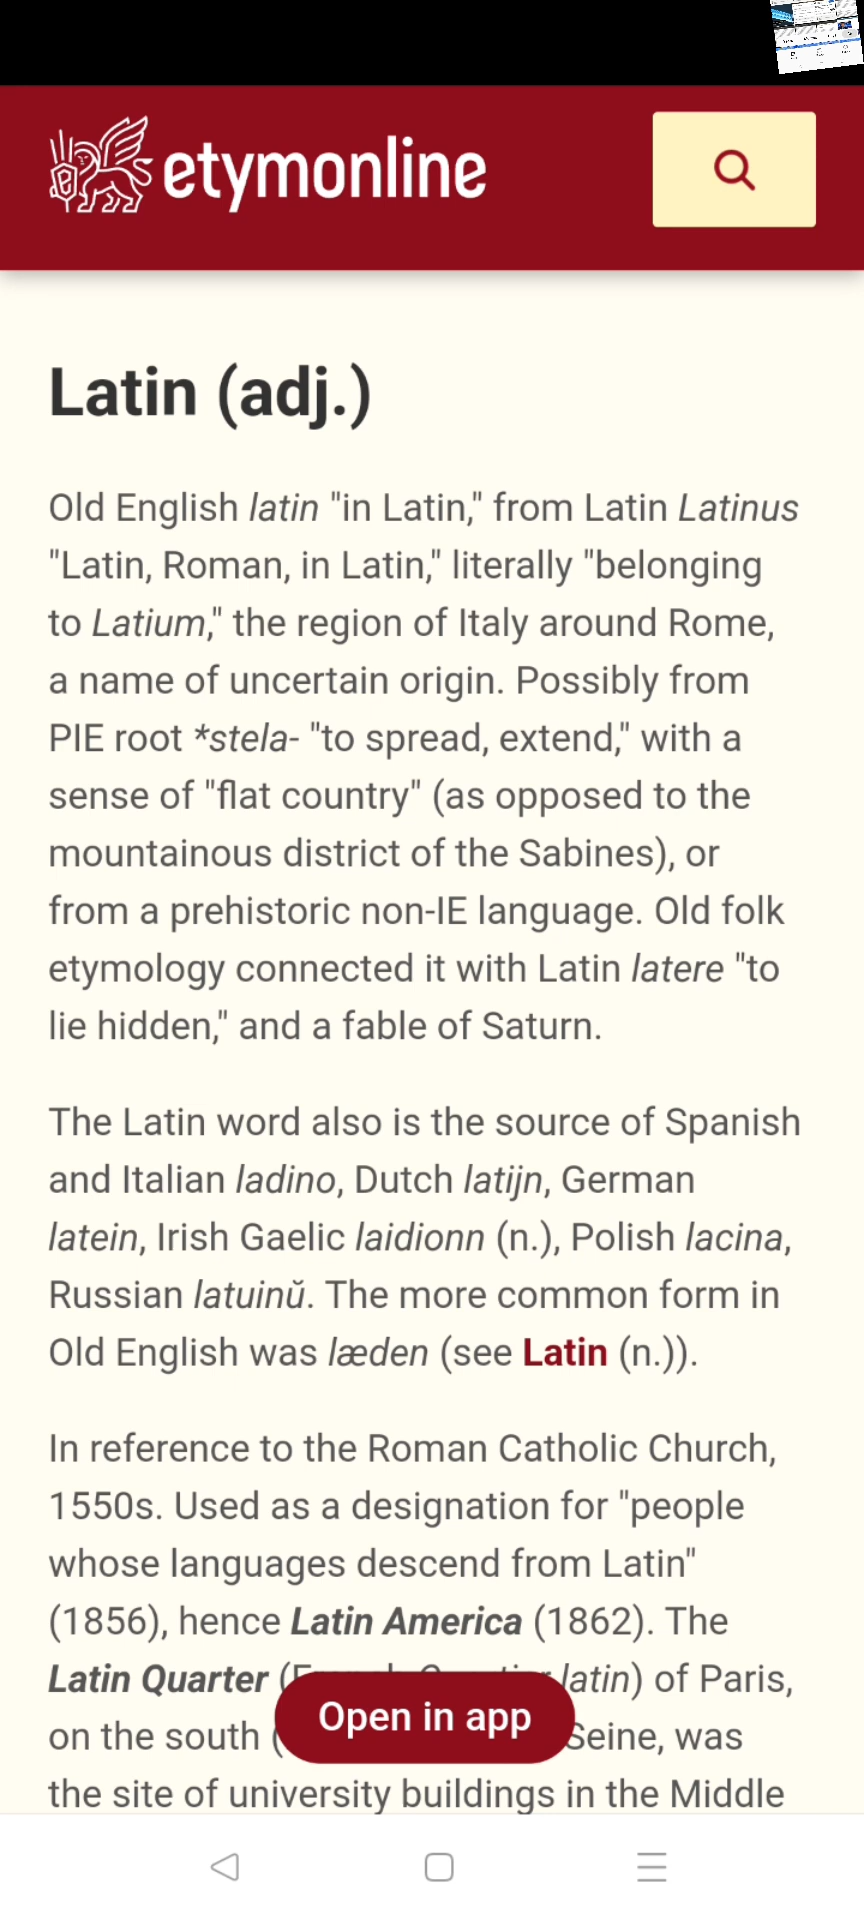 etymonline
Latin (adj.)
Old English latin "in Latin," from Latin Latinus
"Latin, Roman, in Latin," literally "belonging
to Latium," the region of Italy around Rome,
a name of uncertain origin. Possibly from
PIE root *stela- "to spread, extend," with a
sense of "flat country" (as opposed to the
mountainous district of the Sabines), or
from a prehistoric non-IE language. Old folk
etymology connected it with Latin latere "to
lie hidden," and a fable of Saturn.
The Latin word also is the source of Spanish
and Italian ladino, Dutch latijn, German
latein, Irish Gaelic laidionn (n.), Polish lacina,
Russian latuinŭ. The more common form in
Old English was læden (see Latin (n.)).
In reference to the Roman Catholic Church,
1550s. Used as a designation for "people
whose languages descend from Latin"
(1856), hence Latin America (1862). The
Latin Quarter ( latin) of Paris,
on the south ( Seine, was
the site of university buildings in the Middle
Open in app